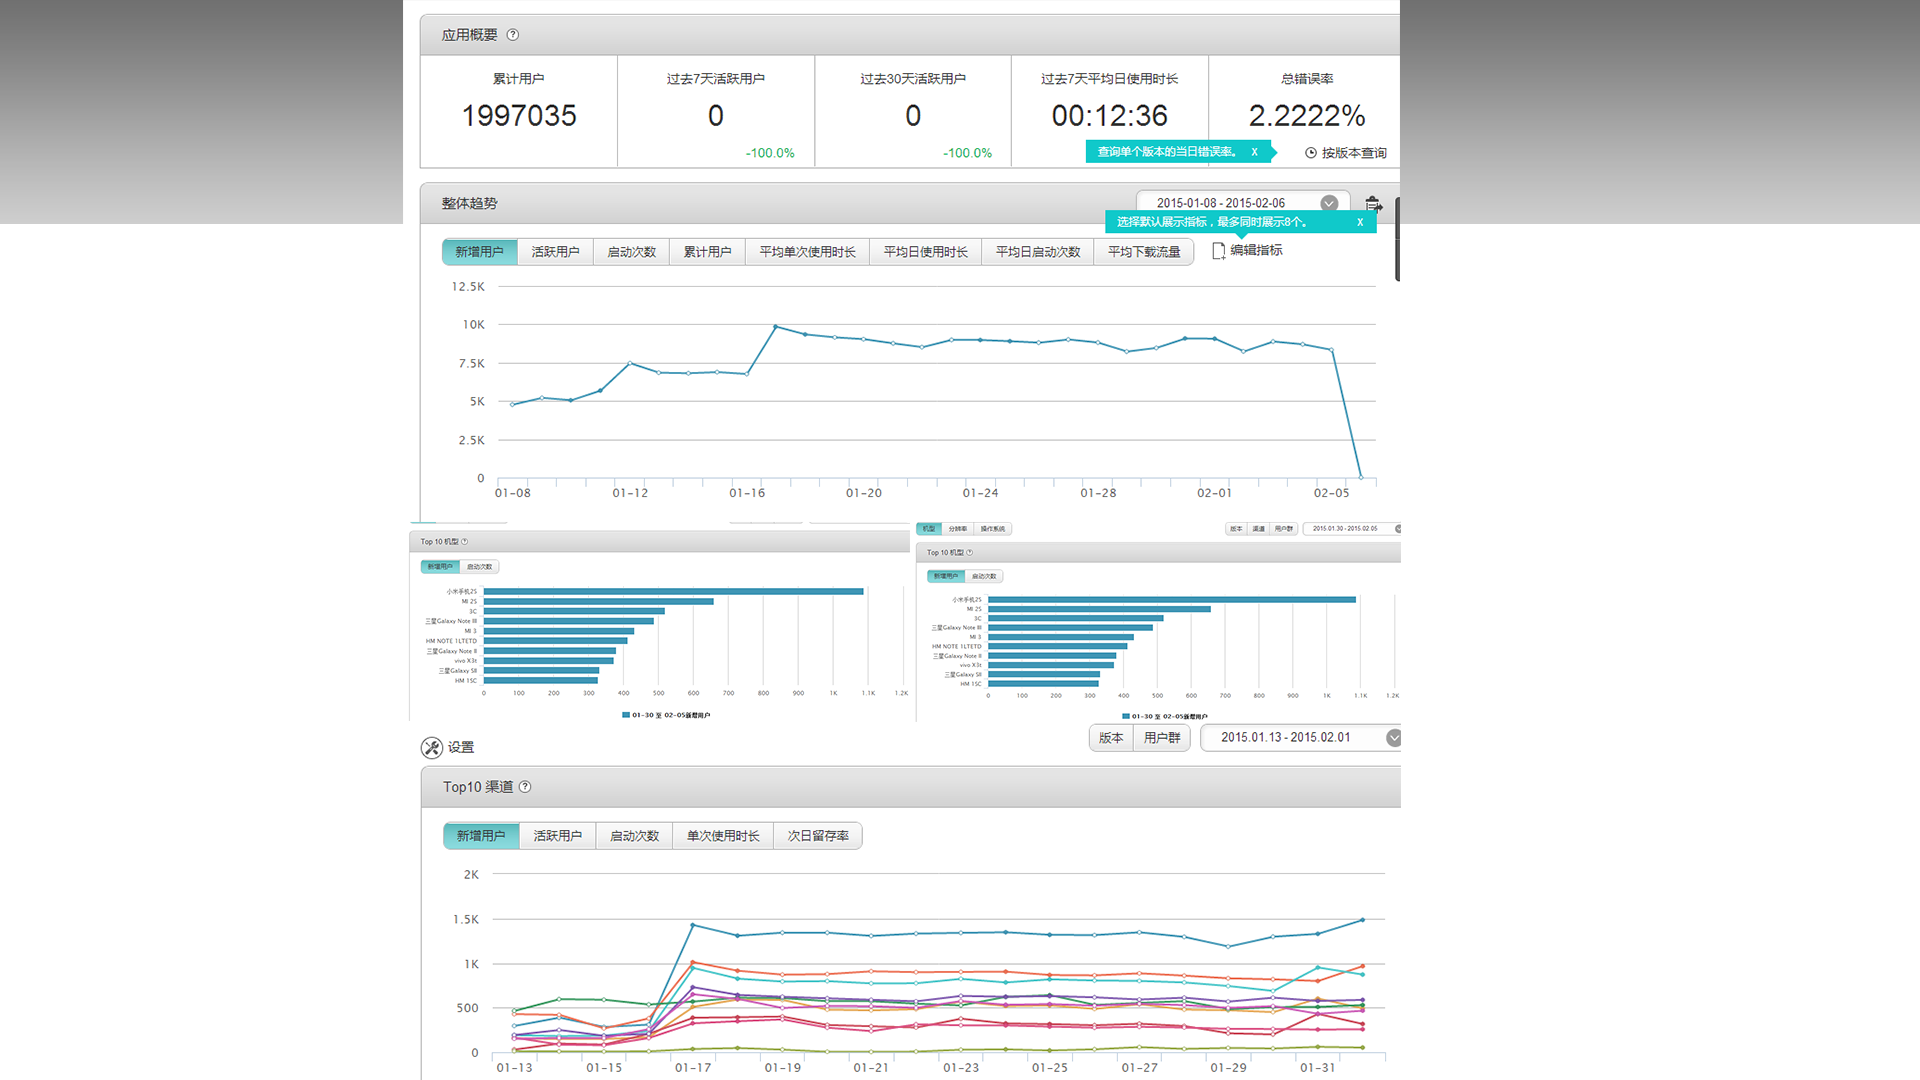 应用概要 ?
累计用户 过去7天活跃用户 过去30天活跃用户 过去7天平均日使用时长 总错误率
1997035 0 0 00:12:36 2.2222%
-100.0% -100.0% 查询单个版本的当日错误率。 x 按版本查询
整体趋势 2015-01-08 - 2015-02-06
选择默认展示指标，最多同时展示8个。 x
新增用户 活跃用户 启动次数 累计用户 平均单次使用时长 平均日使用时长 平均日启动次数 平均下载流量 编辑指标
12.5K
10K
7.5K
5K
2.5K
0
01-08 01-12 01-16 01-20 01-24 01-28 02-01 02-05
Top 10 机型 ?
新增用户 启动次数
小米手机2S
MI 2S
3C
三星Galaxy Note III
MI 3
HM NOTE 1LTETD
三星Galaxy Note II
vivo X3t
三星Galaxy SII
HM 1SC
0 100 200 300 400 500 600 700 800 900 1K 1.1K 1.2K
01-30 至 02-05新增用户
机型 分辨率 操作系统 版本 渠道 用户群 2015.01.30 - 2015.02.05
Top 10 机型 ?
新增用户 启动次数
小米手机2S
MI 2S
3C
三星Galaxy Note III
MI 3
HM NOTE 1LTETD
三星Galaxy Note II
vivo X3t
三星Galaxy SII
HM 1SC
0 100 200 300 400 500 600 700 800 900 1K 1.1K 1.2K
01-30 至 02-05新增用户
设置 版本 用户群 2015.01.13 - 2015.02.01
Top10 渠道 ?
新增用户 活跃用户 启动次数 单次使用时长 次日留存率
2K
1.5K
1K
500
0
01-13 01-15 01-17 01-19 01-21 01-23 01-25 01-27 01-29 01-31